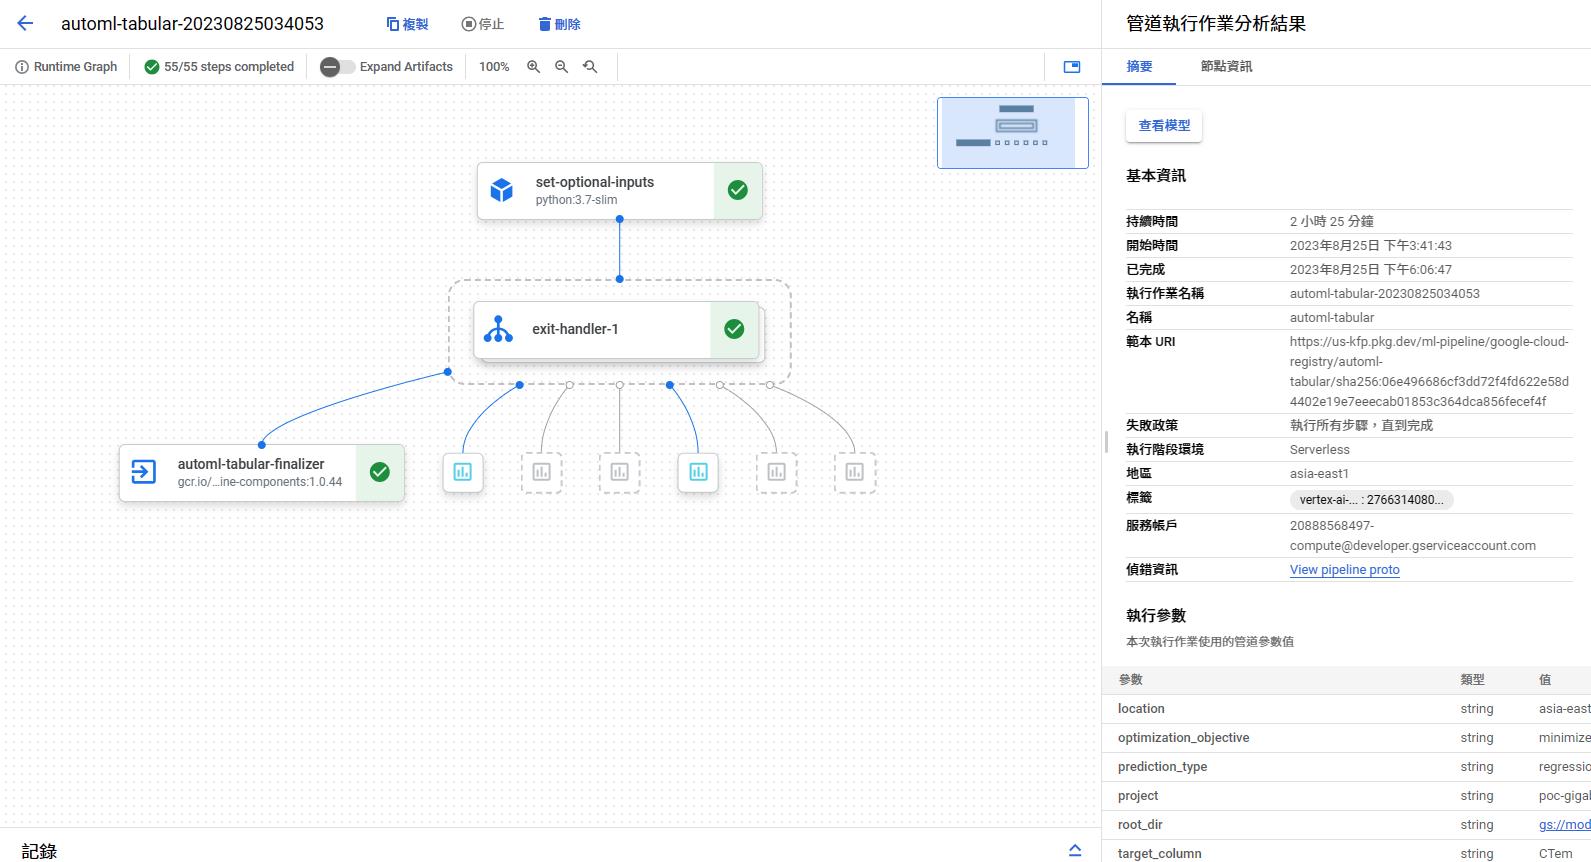 automl-tabular-20230825034053
複製
停止
刪除
Runtime Graph
55/55 steps completed
Expand Artifacts
100%
set-optional-inputs
python:3.7-slim
exit-handler-1
automl-tabular-finalizer
gcr.io/...ine-components:1.0.44
記錄
管道執行作業分析結果
摘要
節點資訊
查看模型
基本資訊
持續時間 2 小時 25 分鐘
開始時間 2023年8月25日 下午3:41:43
已完成 2023年8月25日 下午6:06:47
執行作業名稱 automl-tabular-20230825034053
名稱 automl-tabular
範本 URI https://us-kfp.pkg.dev/ml-pipeline/google-cloud-
registry/automl-
tabular/sha256:06e496686cf3dd72f4fd622e58d
4402e19e7eeecab01853c364dca856fecef4f
失敗政策 執行所有步驟，直到完成
執行階段環境 Serverless
地區 asia-east1
標籤 vertex-ai-... : 2766314080...
服務帳戶 20888568497-
compute@developer.gserviceaccount.com
偵錯資訊 View pipeline proto
執行參數
本次執行作業使用的管道參數值
參數 類型 值
location string asia-east
optimization_objective string minimize
prediction_type string regressio
project string poc-gigal
root_dir string gs://mod
target_column string CTem